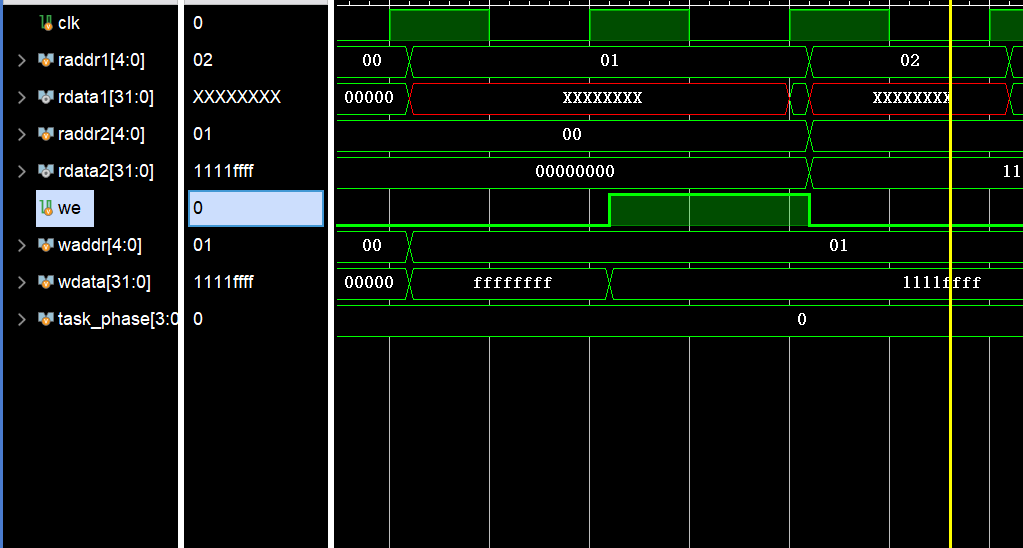 clk 0
raddr1[4:0] 02 00 01 02
rdata1[31:0] XXXXXXXX 00000 XXXXXXXX XXXXXXXX
raddr2[4:0] 01 00
rdata2[31:0] 1111ffff 00000000 11
we 0
waddr[4:0] 01 00 01
wdata[31:0] 1111ffff 00000 ffffffff 1111ffff
task_phase[3:0 0 0